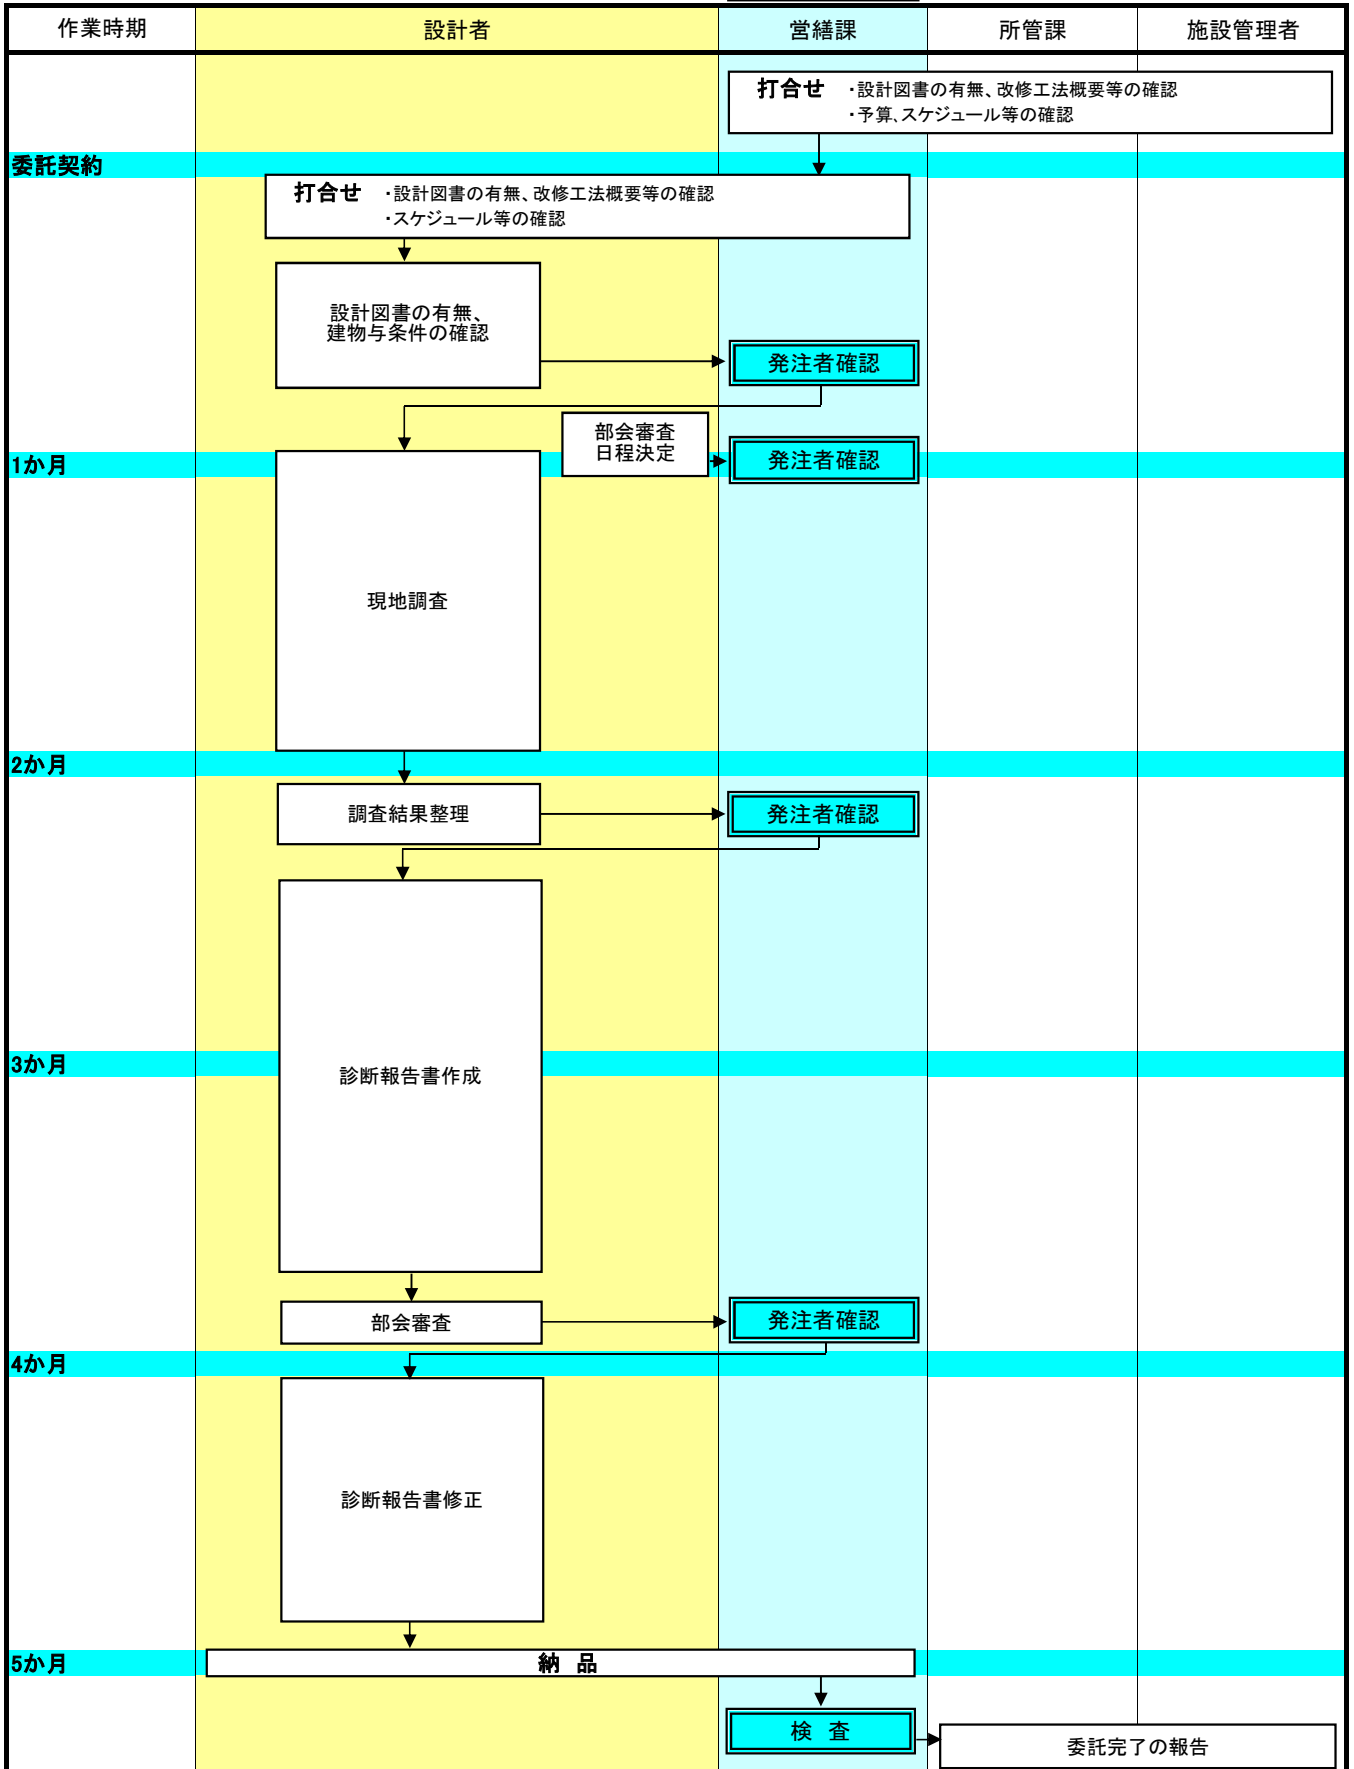 作業時期
設計者
営繕課
所管課
施設管理者
打合せ ・設計図書の有無、改修工法概要等の確認
・予算、スケジュール等の確認
委託契約
打合せ ・設計図書の有無、改修工法概要等の確認
・スケジュール等の確認
設計図書の有無、
建物与条件の確認
発注者確認
部会審査
日程決定
発注者確認
1か月
現地調査
2か月
調査結果整理
発注者確認
3か月
診断報告書作成
部会審査
発注者確認
4か月
診断報告書修正
5か月
納 品
検 査
委託完了の報告